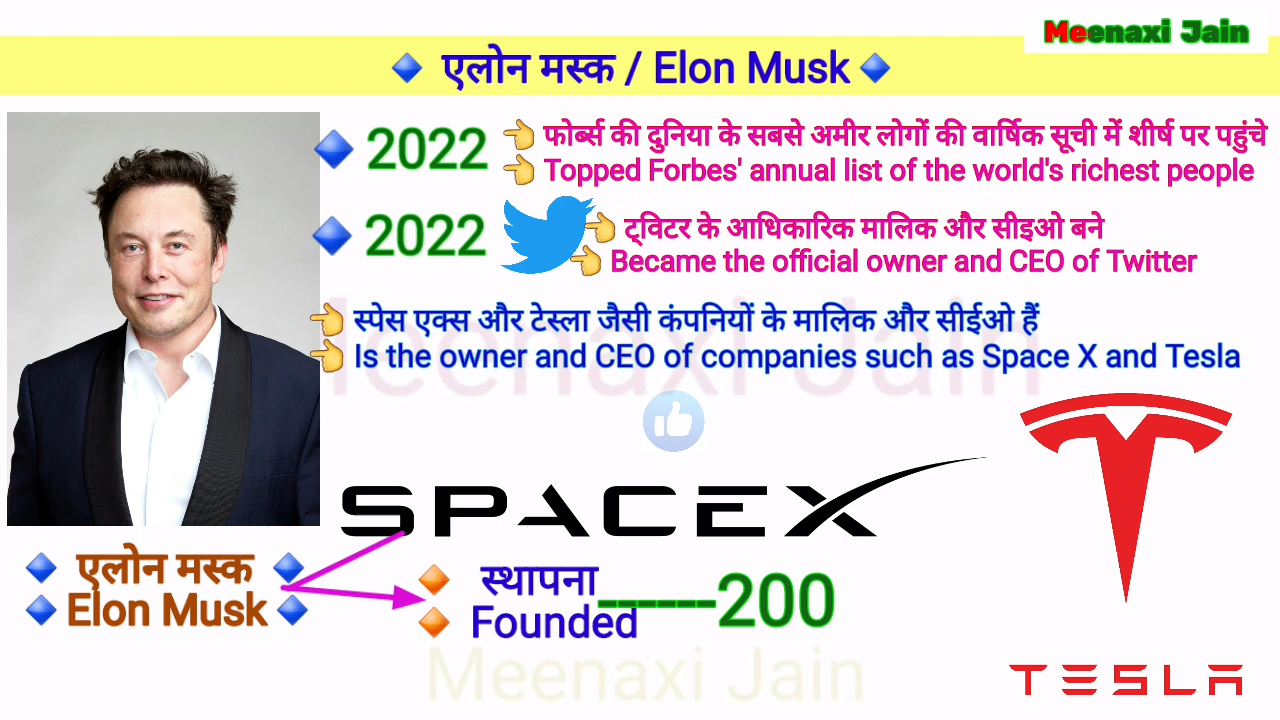 Meenaxi Jain
🔹 एलोन मस्क / Elon Musk 🔹
🔹 2022 👉 फोर्ब्स की दुनिया के सबसे अमीर लोगों की वार्षिक सूची में शीर्ष पर पहुंचे
👉 Topped Forbes' annual list of the world's richest people
🔹 2022 👉 ट्विटर के आधिकारिक मालिक और सीइओ बने
👉 Became the official owner and CEO of Twitter
👉 स्पेस एक्स और टेस्ला जैसी कंपनियों के मालिक और सीईओ हैं
👉 Is the owner and CEO of companies such as Space X and Tesla
Meenaxi Jain
SPACEX
🔹 एलोन मस्क 🔹
🔹 Elon Musk 🔹
🔸 स्थापना
🔸 Founded
------200
Meenaxi Jain
TESLA